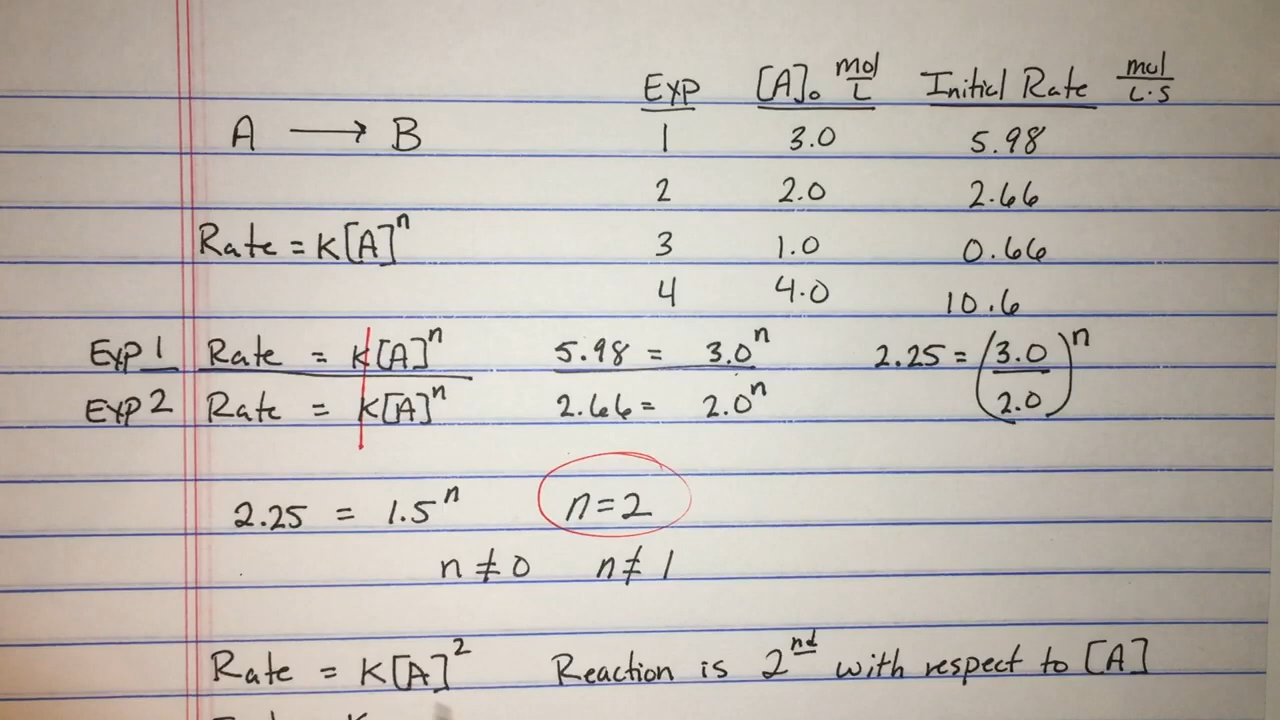 Exp [A]₀ mol/L Initial Rate mol/L·s
A → B 1 3.0 5.98
2 2.0 2.66
Rate = K[A]ⁿ 3 1.0 0.66
4 4.0 10.6
Exp 1 Rate = K[A]ⁿ 5.98 = 3.0ⁿ 2.25 = (3.0/2.0)ⁿ
Exp 2 Rate = K[A]ⁿ 2.66 = 2.0ⁿ
2.25 = 1.5ⁿ n=2
n ≠ 0 n ≠ 1
Rate = K[A]² Reaction is 2nd with respect to [A]